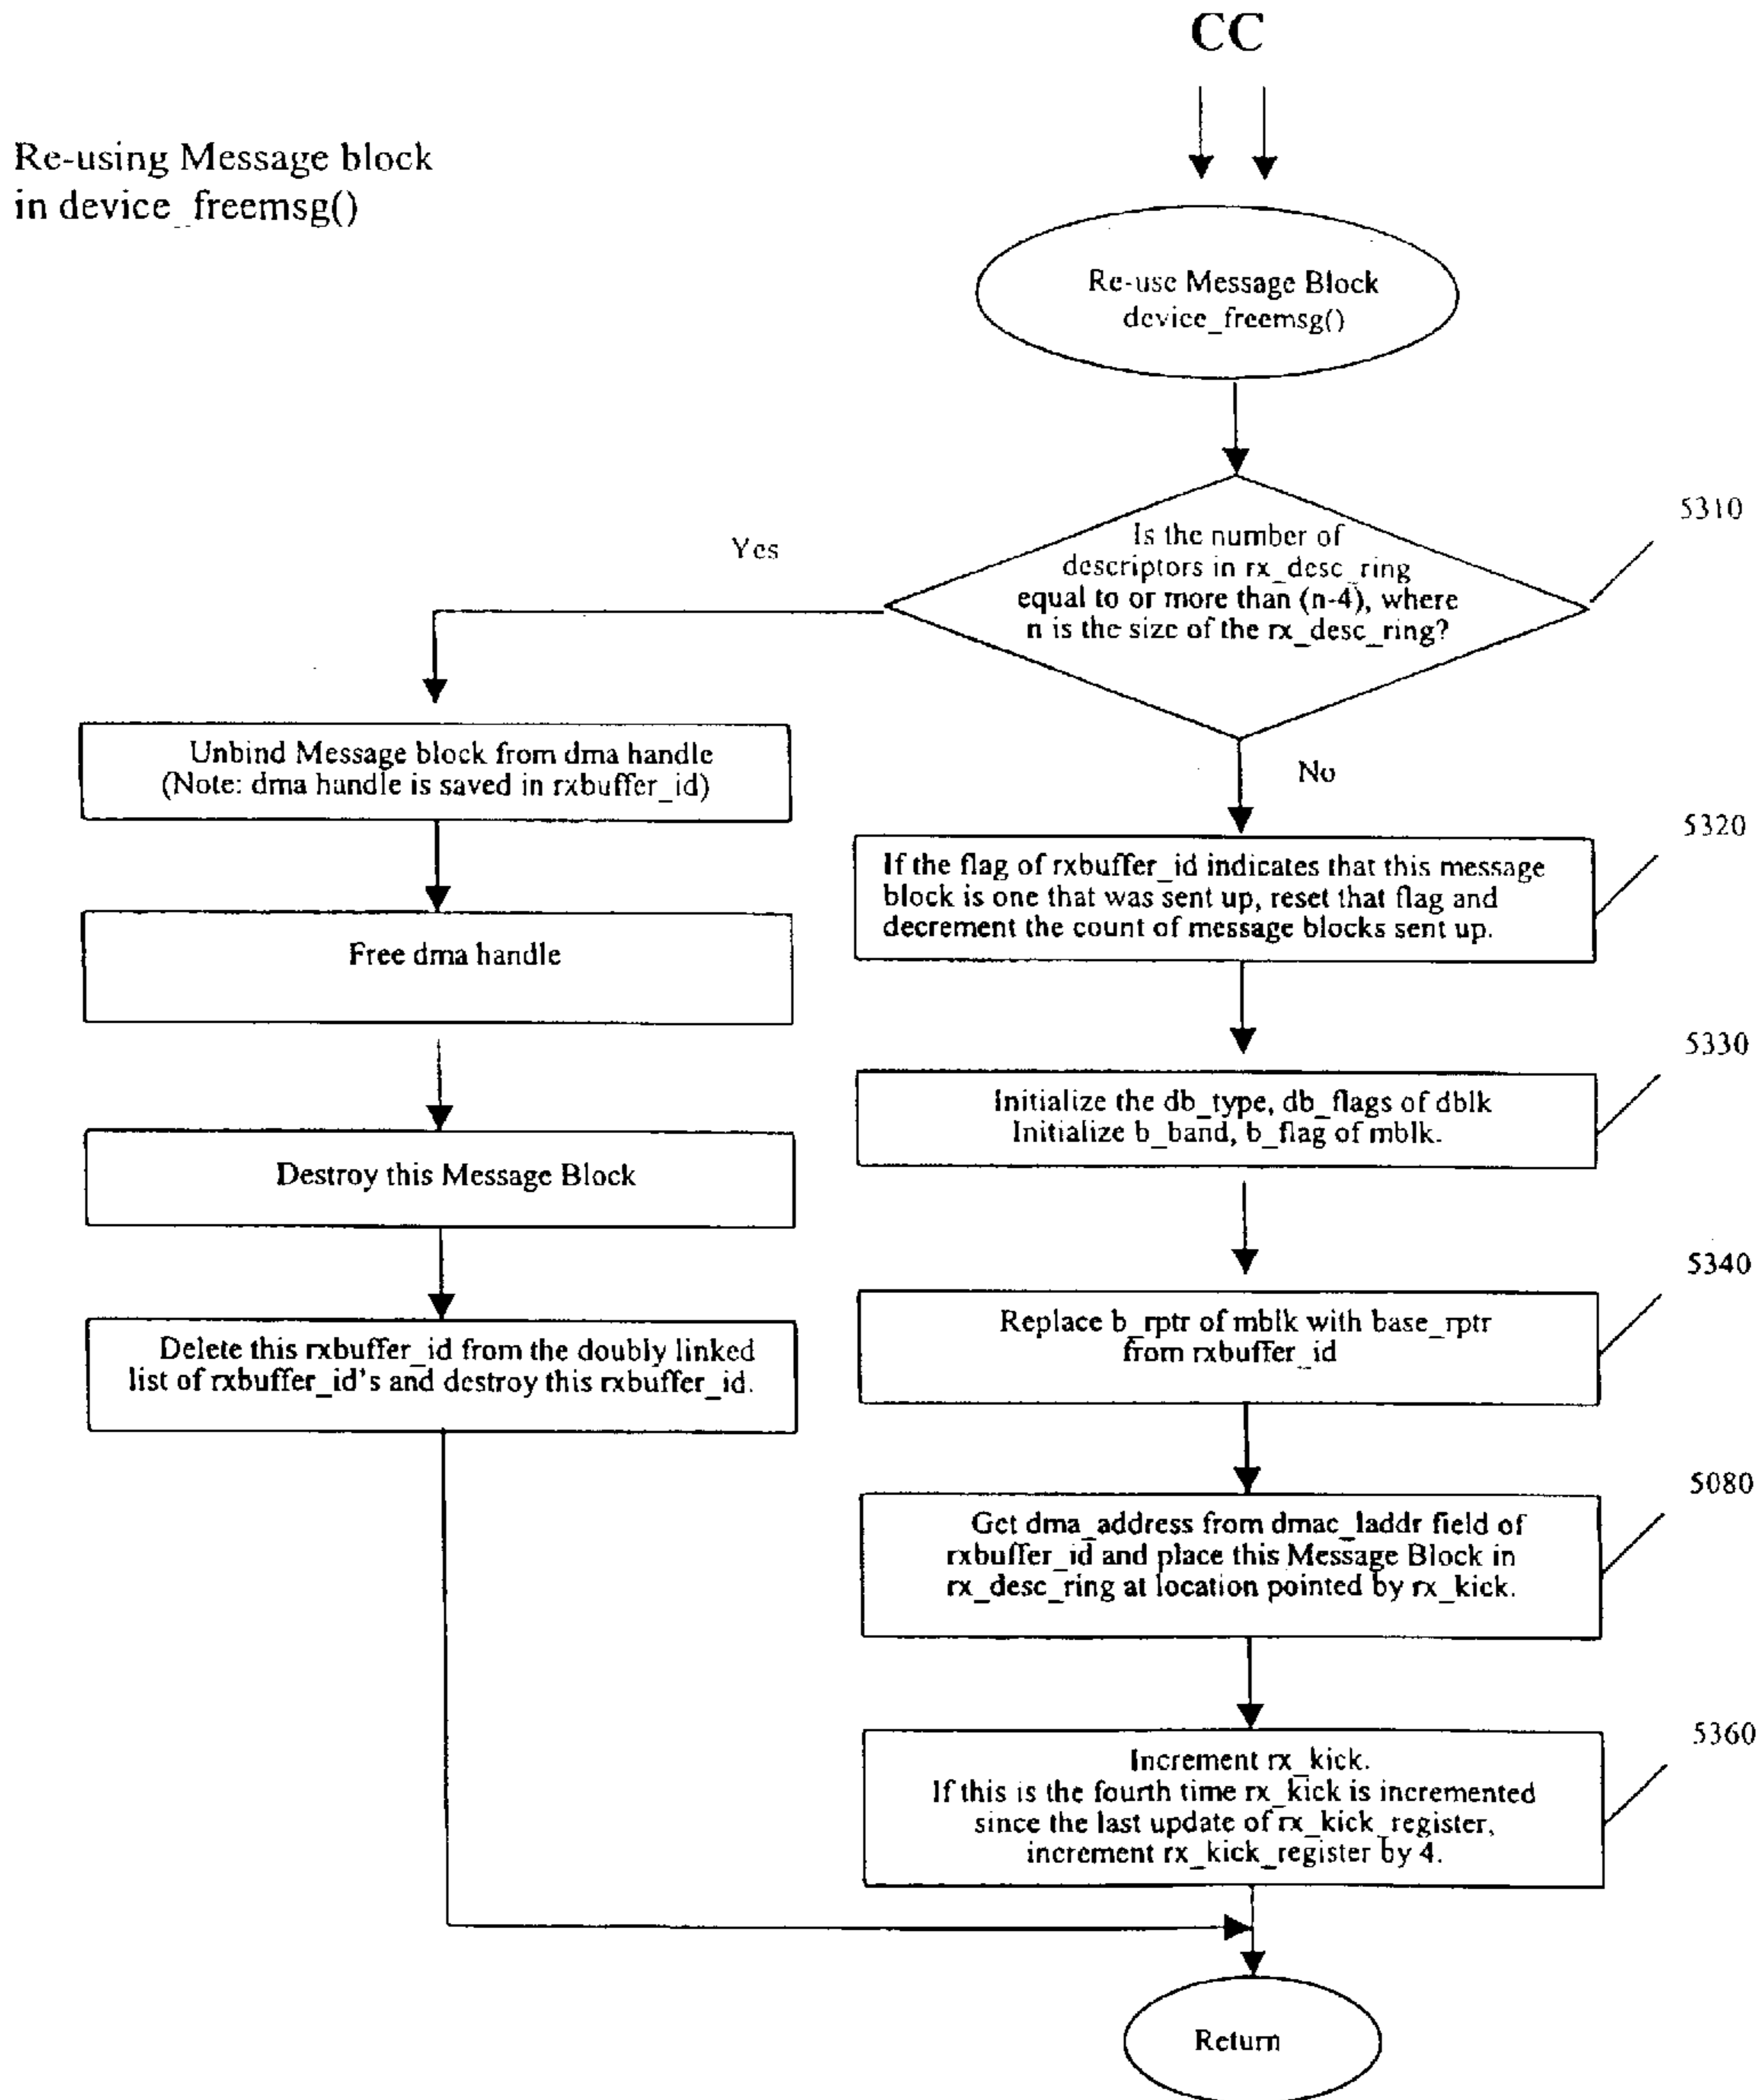 CC
Re-using Message block
in device_freemsg()
Re-use Message Block
device_freemsg()
5310
Yes
Is the number of
descriptors in rx_desc_ring
equal to or more than (n-4), where
n is the size of the rx_desc_ring?
Unbind Message block from dma handle
(Note: dma handle is saved in rxbuffer_id)
No
5320
If the flag of rxbuffer_id indicates that this message
block is one that was sent up, reset that flag and
decrement the count of message blocks sent up.
Free dma handle
5330
Initialize the db_type, db_flags of dblk
Initialize b_band, b_flag of mblk.
Destroy this Message Block
5340
Replace b_rptr of mblk with base_rptr
from rxbuffer_id
Delete this rxbuffer_id from the doubly linked
list of rxbuffer_id's and destroy this rxbuffer_id.
5080
Get dma_address from dmac_laddr field of
rxbuffer_id and place this Message Block in
rx_desc_ring at location pointed by rx_kick.
5360
Increment rx_kick.
If this is the fourth time rx_kick is incremented
since the last update of rx_kick_register,
increment rx_kick_register by 4.
Return